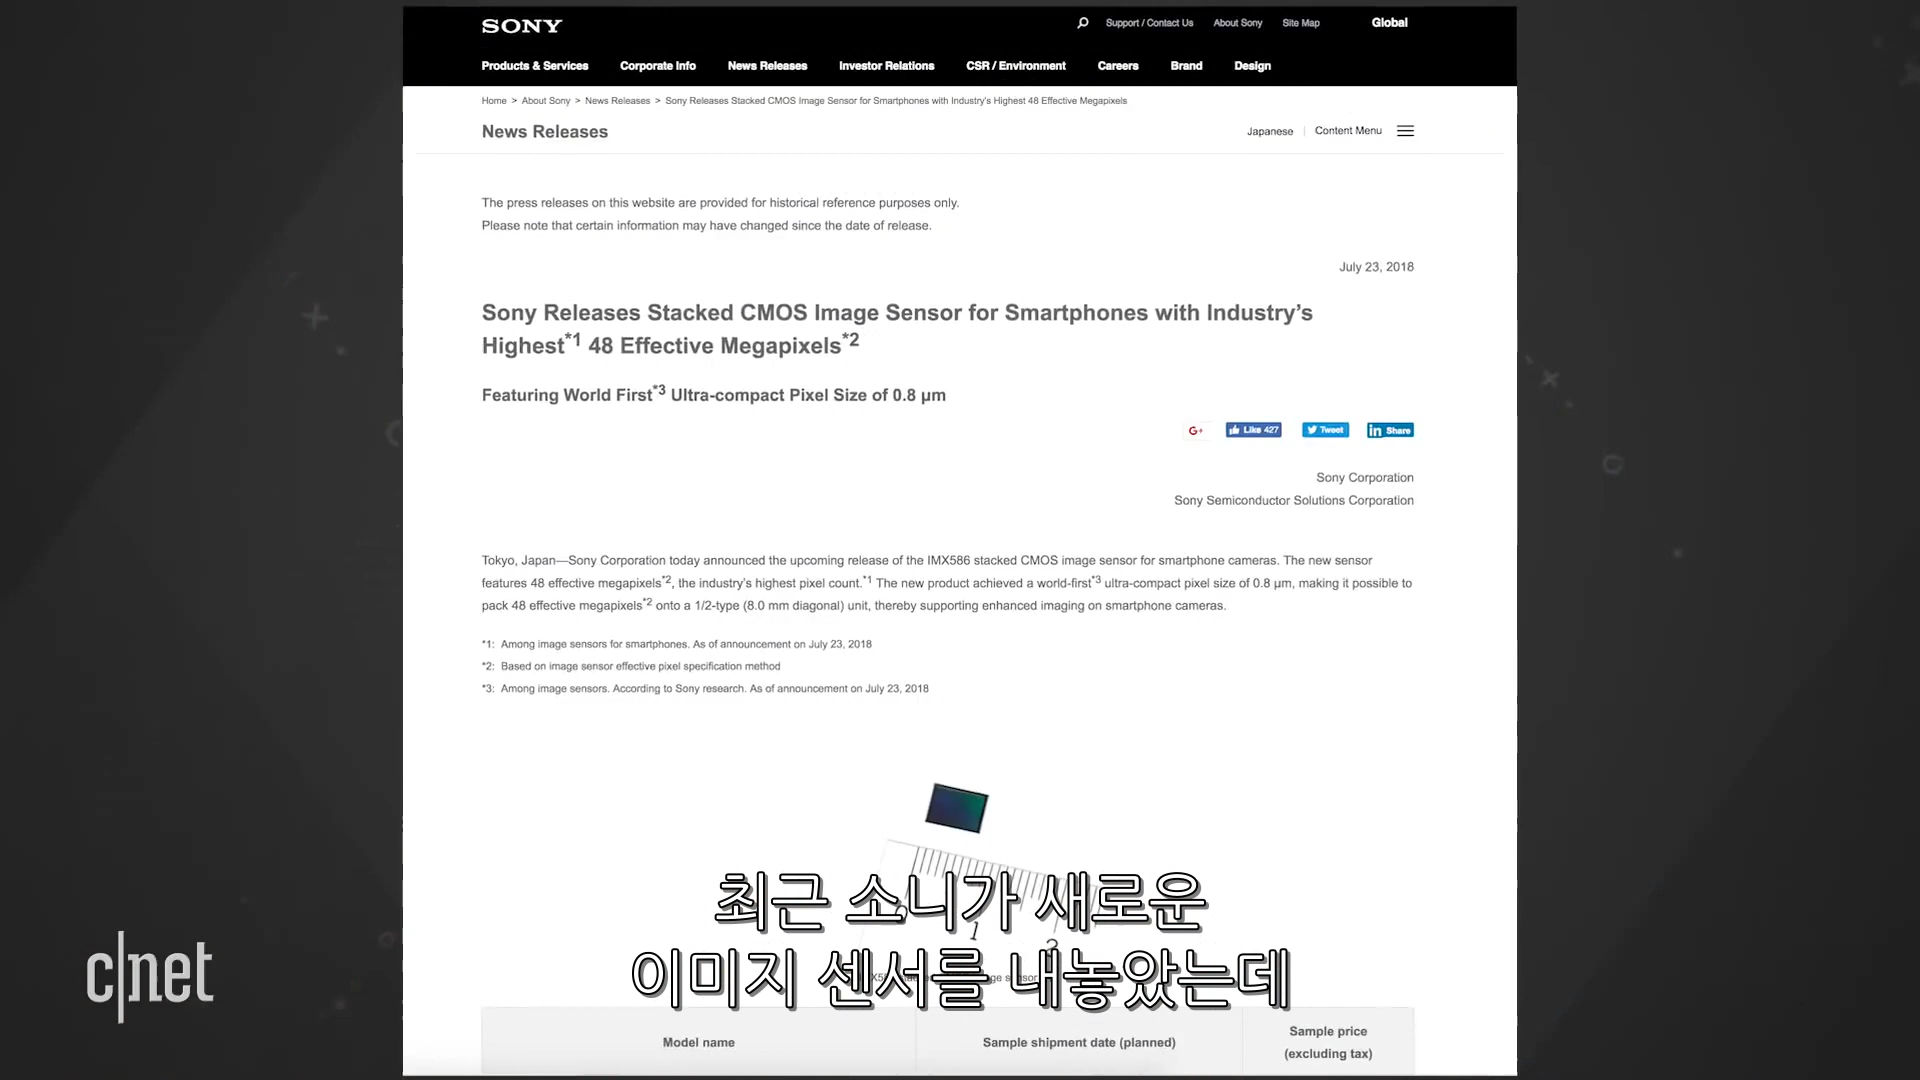 SONY
Support / Contact Us About Sony Site Map Global
Products & Services Corporate Info News Releases Investor Relations CSR / Environment Careers Brand Design
Home > About Sony > News Releases > Sony Releases Stacked CMOS Image Sensor for Smartphones with Industry's Highest 48 Effective Megapixels
News Releases
Japanese | Content Menu
The press releases on this website are provided for historical reference purposes only.
Please note that certain information may have changed since the date of release.
July 23, 2018
Sony Releases Stacked CMOS Image Sensor for Smartphones with Industry's
Highest*1 48 Effective Megapixels*2
Featuring World First*3 Ultra-compact Pixel Size of 0.8 μm
G+ Like 427 Tweet in Share
Sony Corporation
Sony Semiconductor Solutions Corporation
Tokyo, Japan—Sony Corporation today announced the upcoming release of the IMX586 stacked CMOS image sensor for smartphone cameras. The new sensor
features 48 effective megapixels*2, the industry's highest pixel count.*1 The new product achieved a world-first*3 ultra-compact pixel size of 0.8 μm, making it possible to
pack 48 effective megapixels*2 onto a 1/2-type (8.0 mm diagonal) unit, thereby supporting enhanced imaging on smartphone cameras.
*1: Among image sensors for smartphones. As of announcement on July 23, 2018
*2: Based on image sensor effective pixel specification method
*3: Among image sensors. According to Sony research. As of announcement on July 23, 2018
최근 소니가 새로운
1 2
이미지 센서를 내놓았는데
c|net
Model name Sample shipment date (planned) Sample price
(excluding tax)